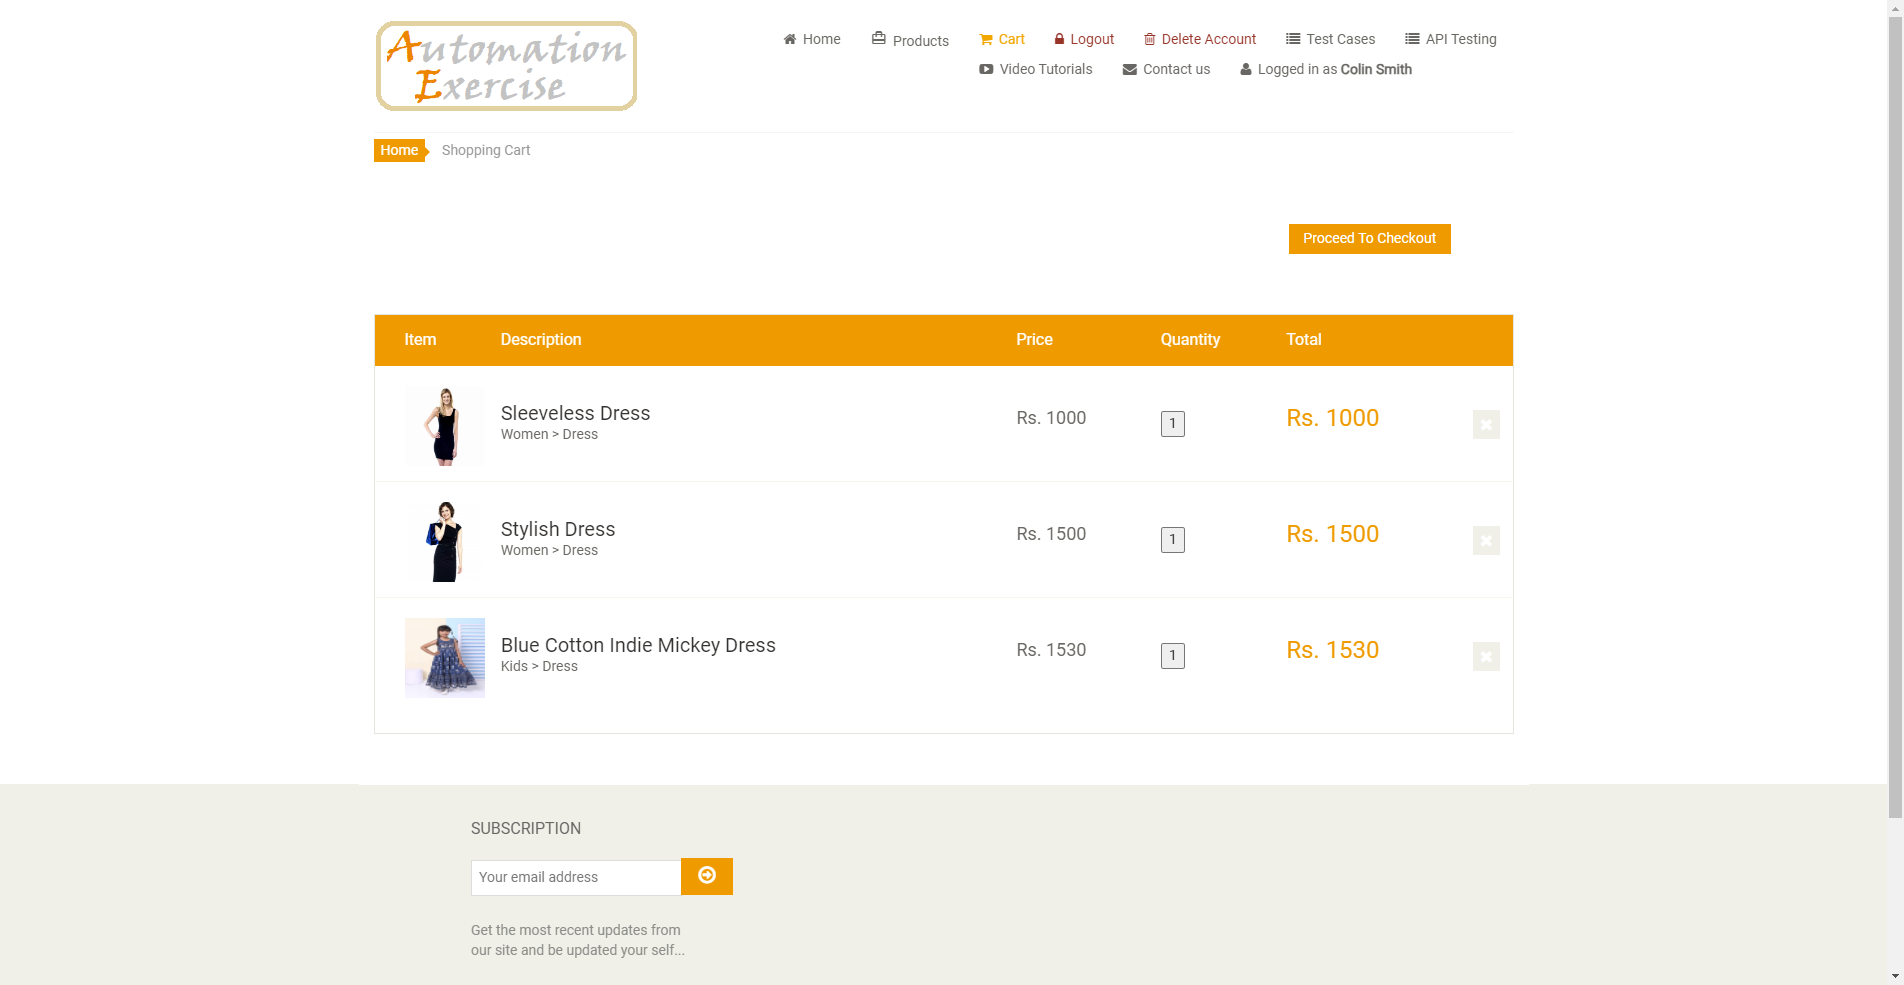 Automation
Exercise
Home Products Cart Logout Delete Account Test Cases API Testing
Video Tutorials Contact us Logged in as Colin Smith
Home Shopping Cart
Proceed To Checkout
Item Description Price Quantity Total
Sleeveless Dress
Women > Dress
Rs. 1000 1 Rs. 1000
Stylish Dress
Women > Dress
Rs. 1500 1 Rs. 1500
Blue Cotton Indie Mickey Dress
Kids > Dress
Rs. 1530 1 Rs. 1530
SUBSCRIPTION
Your email address
Get the most recent updates from
our site and be updated your self...